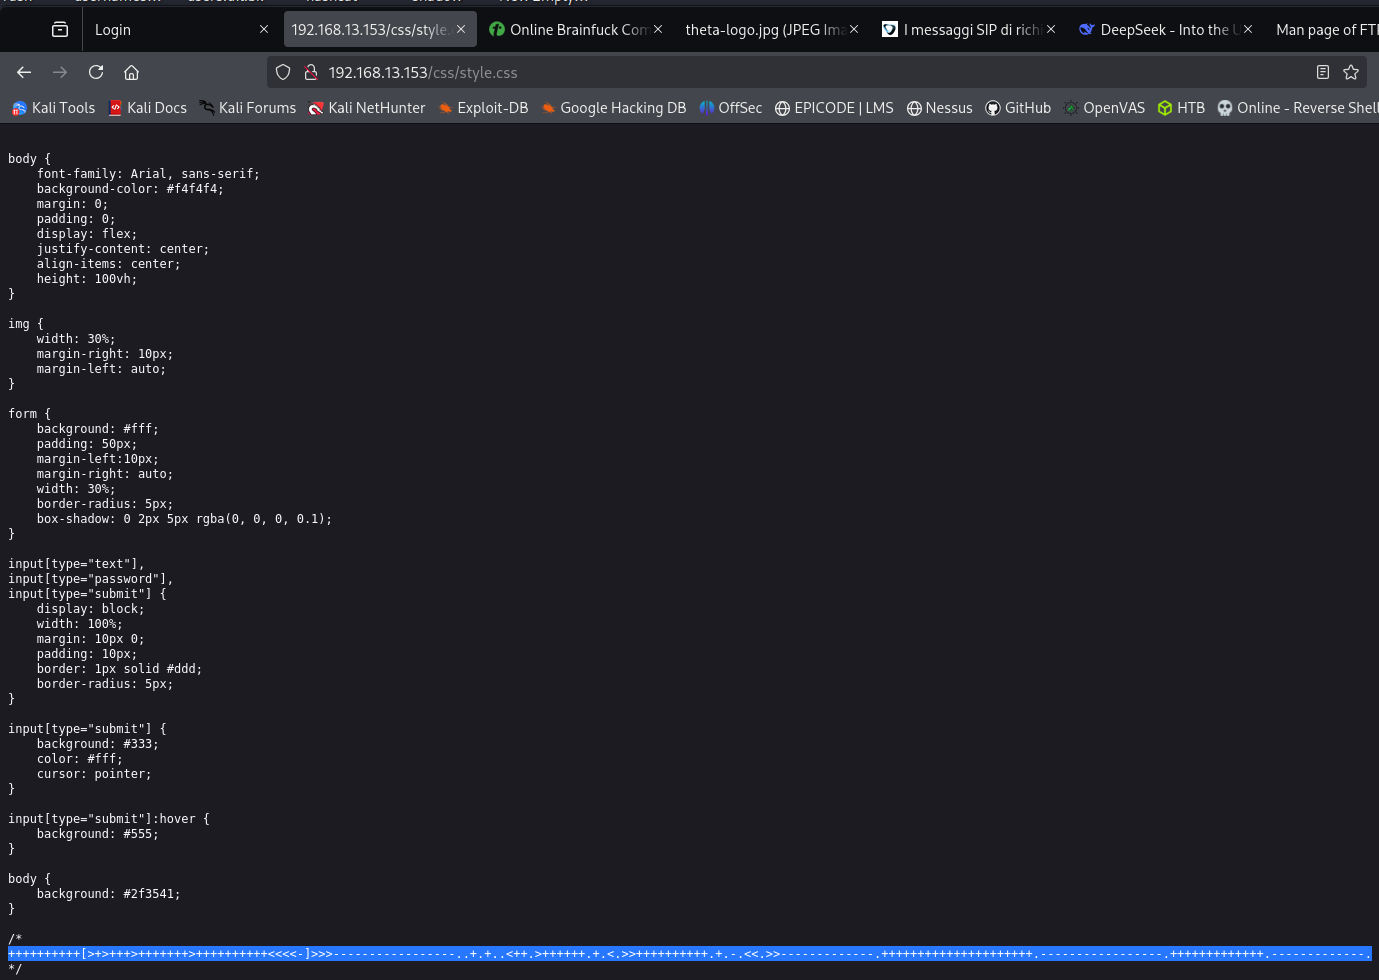 Login
192.168.13.153/css/style.
Online Brainfuck Com
theta-logo.jpg (JPEG Ima
I messaggi SIP di richi
DeepSeek - Into the U
Man page of FT
192.168.13.153/css/style.css
Kali Tools Kali Docs Kali Forums Kali NetHunter Exploit-DB Google Hacking DB OffSec EPICODE | LMS Nessus GitHub OpenVAS HTB Online - Reverse Shell
body {
    font-family: Arial, sans-serif;
    background-color: #f4f4f4;
    margin: 0;
    padding: 0;
    display: flex;
    justify-content: center;
    align-items: center;
    height: 100vh;
}
img {
    width: 30%;
    margin-right: 10px;
    margin-left: auto;
}
form {
    background: #fff;
    padding: 50px;
    margin-left:10px;
    margin-right: auto;
    width: 30%;
    border-radius: 5px;
    box-shadow: 0 2px 5px rgba(0, 0, 0, 0.1);
}
input[type="text"],
input[type="password"],
input[type="submit"] {
    display: block;
    width: 100%;
    margin: 10px 0;
    padding: 10px;
    border: 1px solid #ddd;
    border-radius: 5px;
}
input[type="submit"] {
    background: #333;
    color: #fff;
    cursor: pointer;
}
input[type="submit"]:hover {
    background: #555;
}
body {
    background: #2f3541;
}
/*
++++++++++[>+>+++>+++++++>++++++++++<<<<-]>>>-----------------..+.+..<++.>++++++.+.<.>>++++++++++.+.-.<<.>>-------------.+++++++++++++++++++++.-----------------.+++++++++++++.-------------.
*/